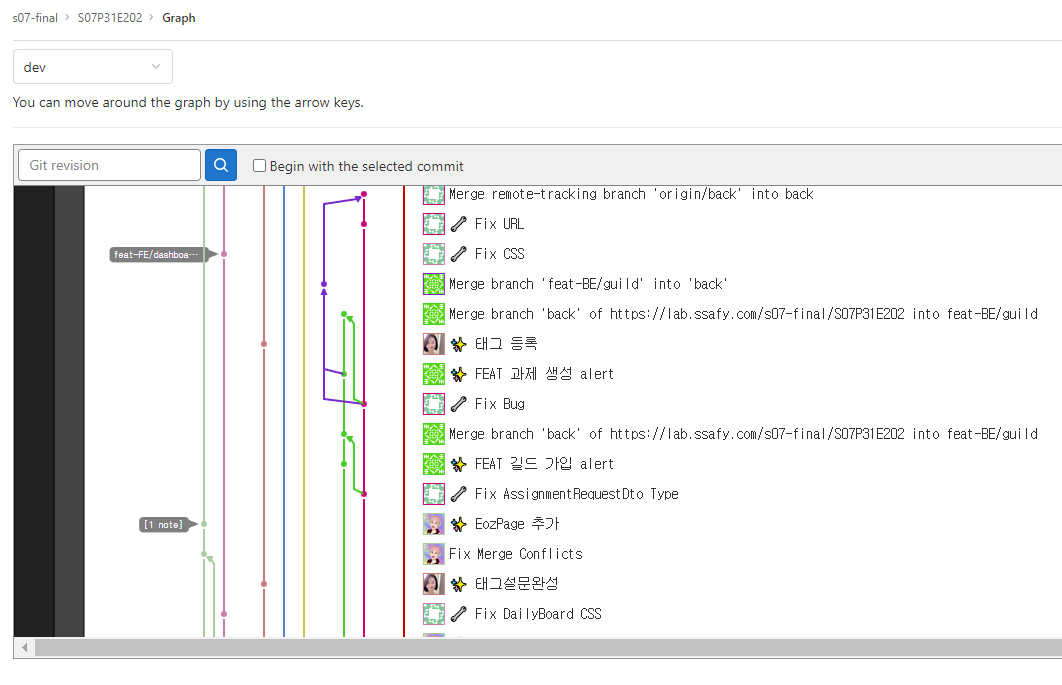 s07-final › S07P31E202 › Graph
dev
You can move around the graph by using the arrow keys.
Git revision
Begin with the selected commit
Merge remote-tracking branch 'origin/back' into back
Fix URL
feat-FE/dashboa…
Fix CSS
Merge branch 'feat-BE/guild' into 'back'
Merge branch 'back' of https://lab.ssafy.com/s07-final/S07P31E202 into feat-BE/guild
태그 등록
FEAT 과제 생성 alert
Fix Bug
Merge branch 'back' of https://lab.ssafy.com/s07-final/S07P31E202 into feat-BE/guild
FEAT 길드 가입 alert
Fix AssignmentRequestDto Type
[1 note]
EozPage 추가
Fix Merge Conflicts
태그설문완성
Fix DailyBoard CSS